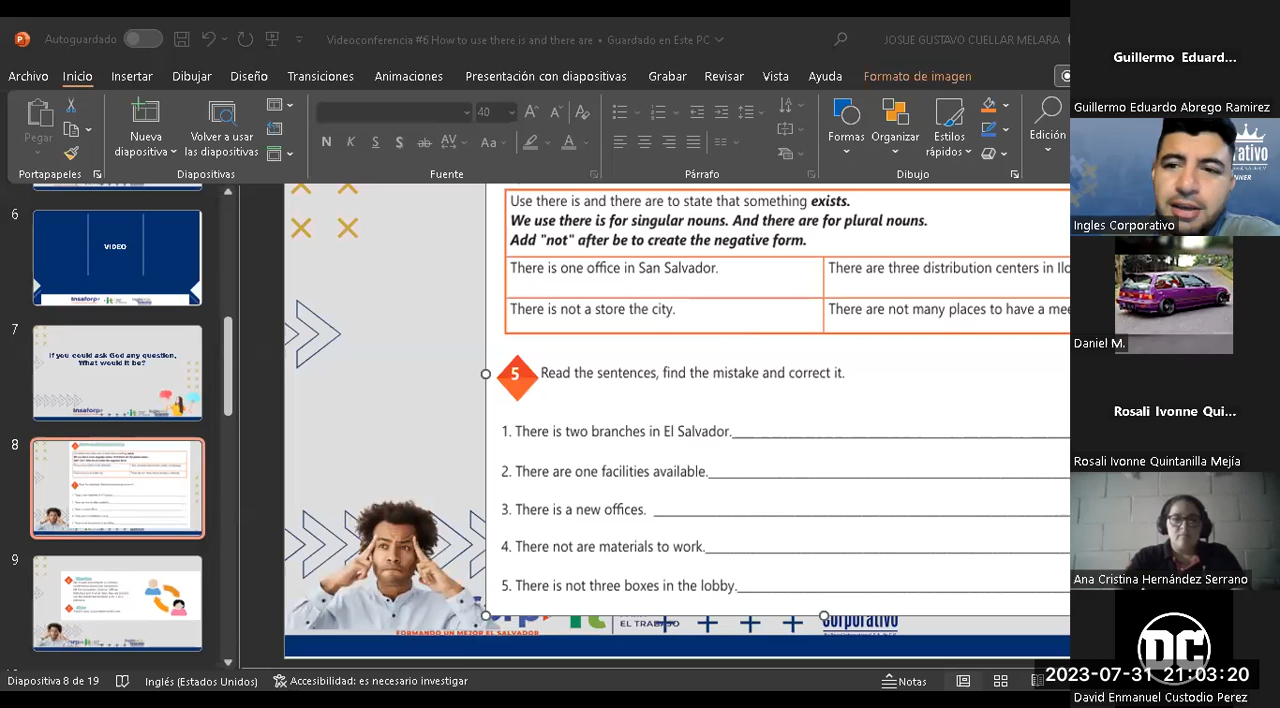 Autoguardado
Videoconferencia #6 How to use there is and there are • Guardado en Este PC
JOSUE GUSTAVO CUELLAR MELARA
Archivo Inicio Insertar Dibujar Diseño Transiciones Animaciones Presentación con diapositivas Grabar Revisar Vista Ayuda Formato de imagen
Pegar
Nueva diapositiva
Volver a usar las diapositivas
40
N K S S ab AV Aa
Formas Organizar Estilos rápidos Edición
Portapapeles Diapositivas Fuente Párrafo Dibujo
6
VIDEO
7
If you could ask God any question,
What would it be?
8
9
Use there is and there are to state that something exists.
We use there is for singular nouns. And there are for plural nouns.
Add "not" after be to create the negative form.
There is one office in San Salvador. There are three distribution centers in Ilo
There is not a store the city. There are not many places to have a mee
5 Read the sentences, find the mistake and correct it.
1. There is two branches in El Salvador.
2. There are one facilities available.
3. There is a new offices.
4. There not are materials to work.
5. There is not three boxes in the lobby.
FORMANDO UN MEJOR EL SALVADOR
EL TRABAJO
Corporativo
Diapositiva 8 de 19 Inglés (Estados Unidos) Accesibilidad: es necesario investigar Notas
Guillermo Eduard...
Guillermo Eduardo Abrego Ramirez
Ingles Corporativo
Daniel M.
Rosali Ivonne Qui...
Rosali Ivonne Quintanilla Mejía
Ana Cristina Hernández Serrano
DC
2023-07-31 21:03:20
David Enmanuel Custodio Perez